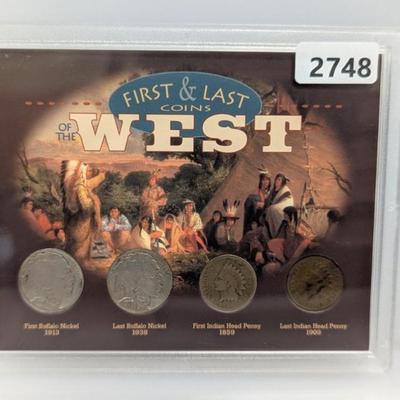 2748
FIRST & LAST
COINS
OF THE
WEST
First Buffalo Nickel
1913
Last Buffalo Nickel
1938
First Indian Head Penny
1859
Last Indian Head Penny
1909